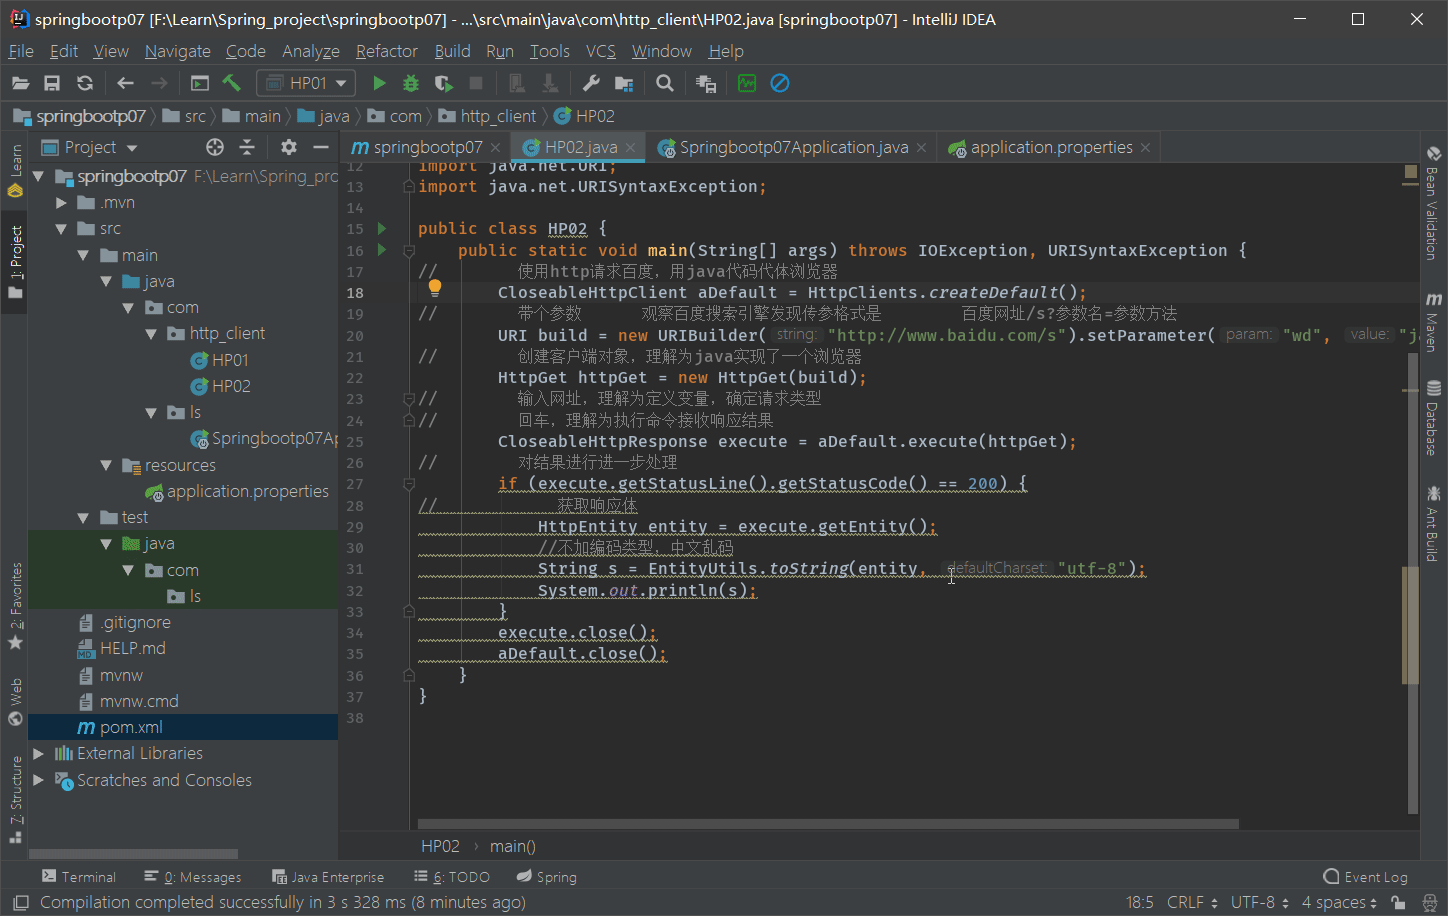 springbootp07 [F:\Learn\Spring_project\springbootp07] - ...\src\main\java\com\http_client\HP02.java [springbootp07] - IntelliJ IDEA
File Edit View Navigate Code Analyze Refactor Build Run Tools VCS Window Help
HP01
springbootp07 src main java com http_client HP02
Project
springbootp07 HP02.java Springbootp07Application.java application.properties
Learn
1: Project
2: Favorites
Web
7: Structure
springbootp07 F:\Learn\Spring_pro
.mvn
src
main
java
com
http_client
HP01
HP02
ls
Springbootp07Ap
resources
application.properties
test
java
com
ls
.gitignore
HELP.md
mvnw
mvnw.cmd
pom.xml
External Libraries
Scratches and Consoles
12 import java.net.URI;
13 import java.net.URISyntaxException;
14
15 public class HP02 {
16 public static void main(String[] args) throws IOException, URISyntaxException {
17 // 使用http请求百度，用java代码代体浏览器
18 CloseableHttpClient aDefault = HttpClients.createDefault();
19 // 带个参数 观察百度搜索引擎发现传参格式是 百度网址/s?参数名=参数方法
20 URI build = new URIBuilder( string: "http://www.baidu.com/s").setParameter( param: "wd", value: "ja
21 // 创建客户端对象，理解为java实现了一个浏览器
22 HttpGet httpGet = new HttpGet(build);
23 // 输入网址，理解为定义变量，确定请求类型
24 // 回车，理解为执行命令接收响应结果
25 CloseableHttpResponse execute = aDefault.execute(httpGet);
26 // 对结果进行进一步处理
27 if (execute.getStatusLine().getStatusCode() == 200) {
28 // 获取响应体
29 HttpEntity entity = execute.getEntity();
30 //不加编码类型，中文乱码
31 String s = EntityUtils.toString(entity, defaultCharset: "utf-8");
32 System.out.println(s);
33 }
34 execute.close();
35 aDefault.close();
36 }
37 }
38
HP02 › main()
Bean Validation
Maven
Database
Ant Build
Terminal 0: Messages Java Enterprise 6: TODO Spring Event Log
Compilation completed successfully in 3 s 328 ms (8 minutes ago) 18:5 CRLF UTF-8 4 spaces